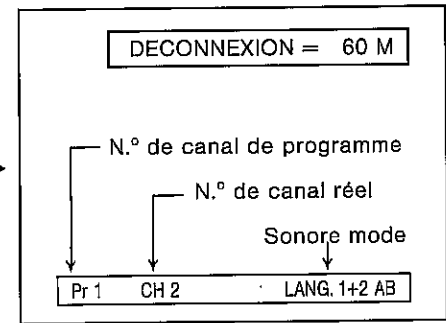 DECONNEXION = 60 M
N.º de canal de programme
N.º de canal réel
Sonore mode
Pr 1 CH 2 LANG. 1+2 AB